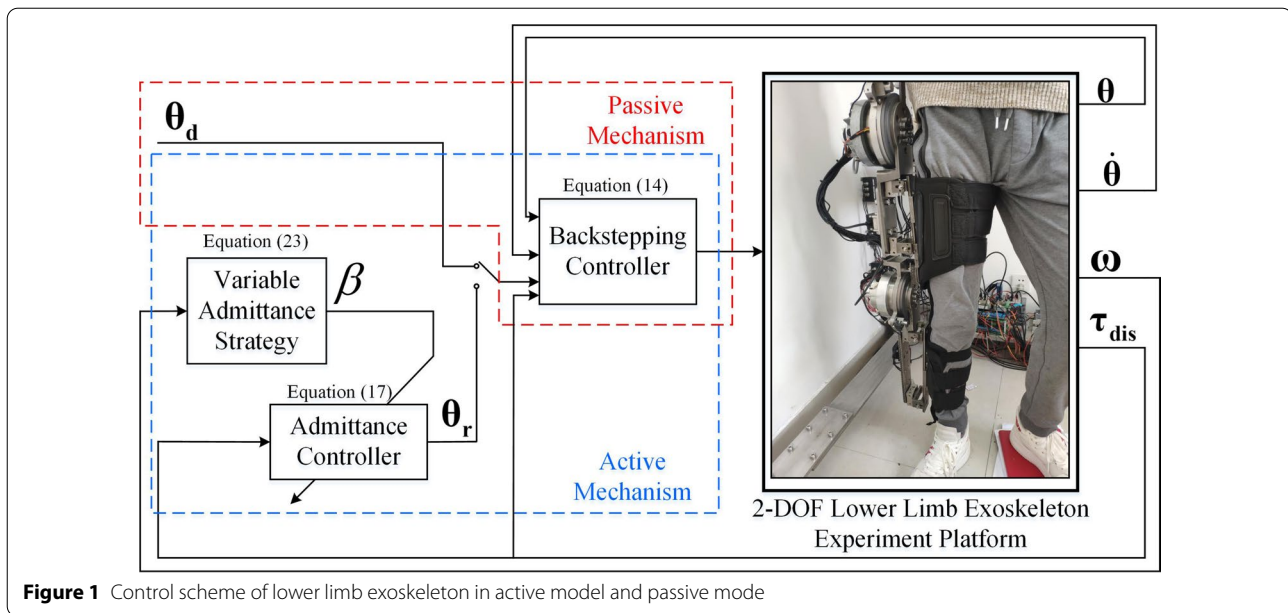 θd
Passive
Mechanism
Equation (14)
Backstepping
Controller
Equation (23)
Variable
Admittance
Strategy
β
Equation (17)
Admittance
Controller
θr
Active
Mechanism
θ
θ̇
ω
τdis
2-DOF Lower Limb Exoskeleton
Experiment Platform
Figure 1 Control scheme of lower limb exoskeleton in active model and passive mode